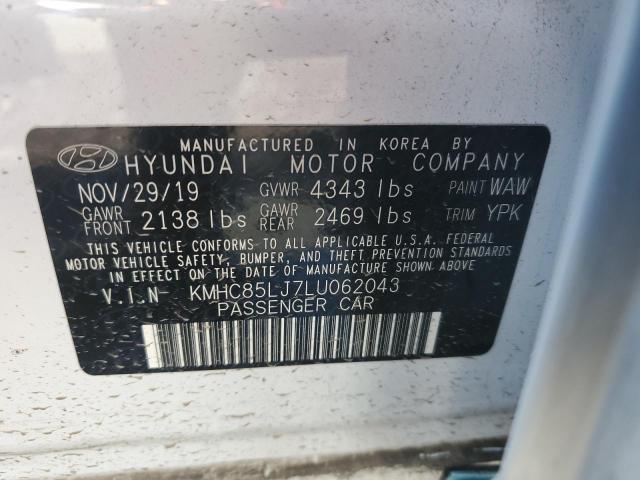 MANUFACTURED IN KOREA BY
HYUNDAI MOTOR COMPANY
NOV/29/19 GVWR 4343 lbs PAINT WAW
GAWR FRONT 2138 lbs GAWR REAR 2469 lbs TRIM YPK
THIS VEHICLE CONFORMS TO ALL APPLICABLE U.S.A. FEDERAL
MOTOR VEHICLE SAFETY, BUMPER, AND THEFT PREVENTION STANDARDS
IN EFFECT ON THE DATE OF MANUFACTURE SHOWN ABOVE.
V.I.N KMHC85LJ7LU062043
PASSENGER CAR